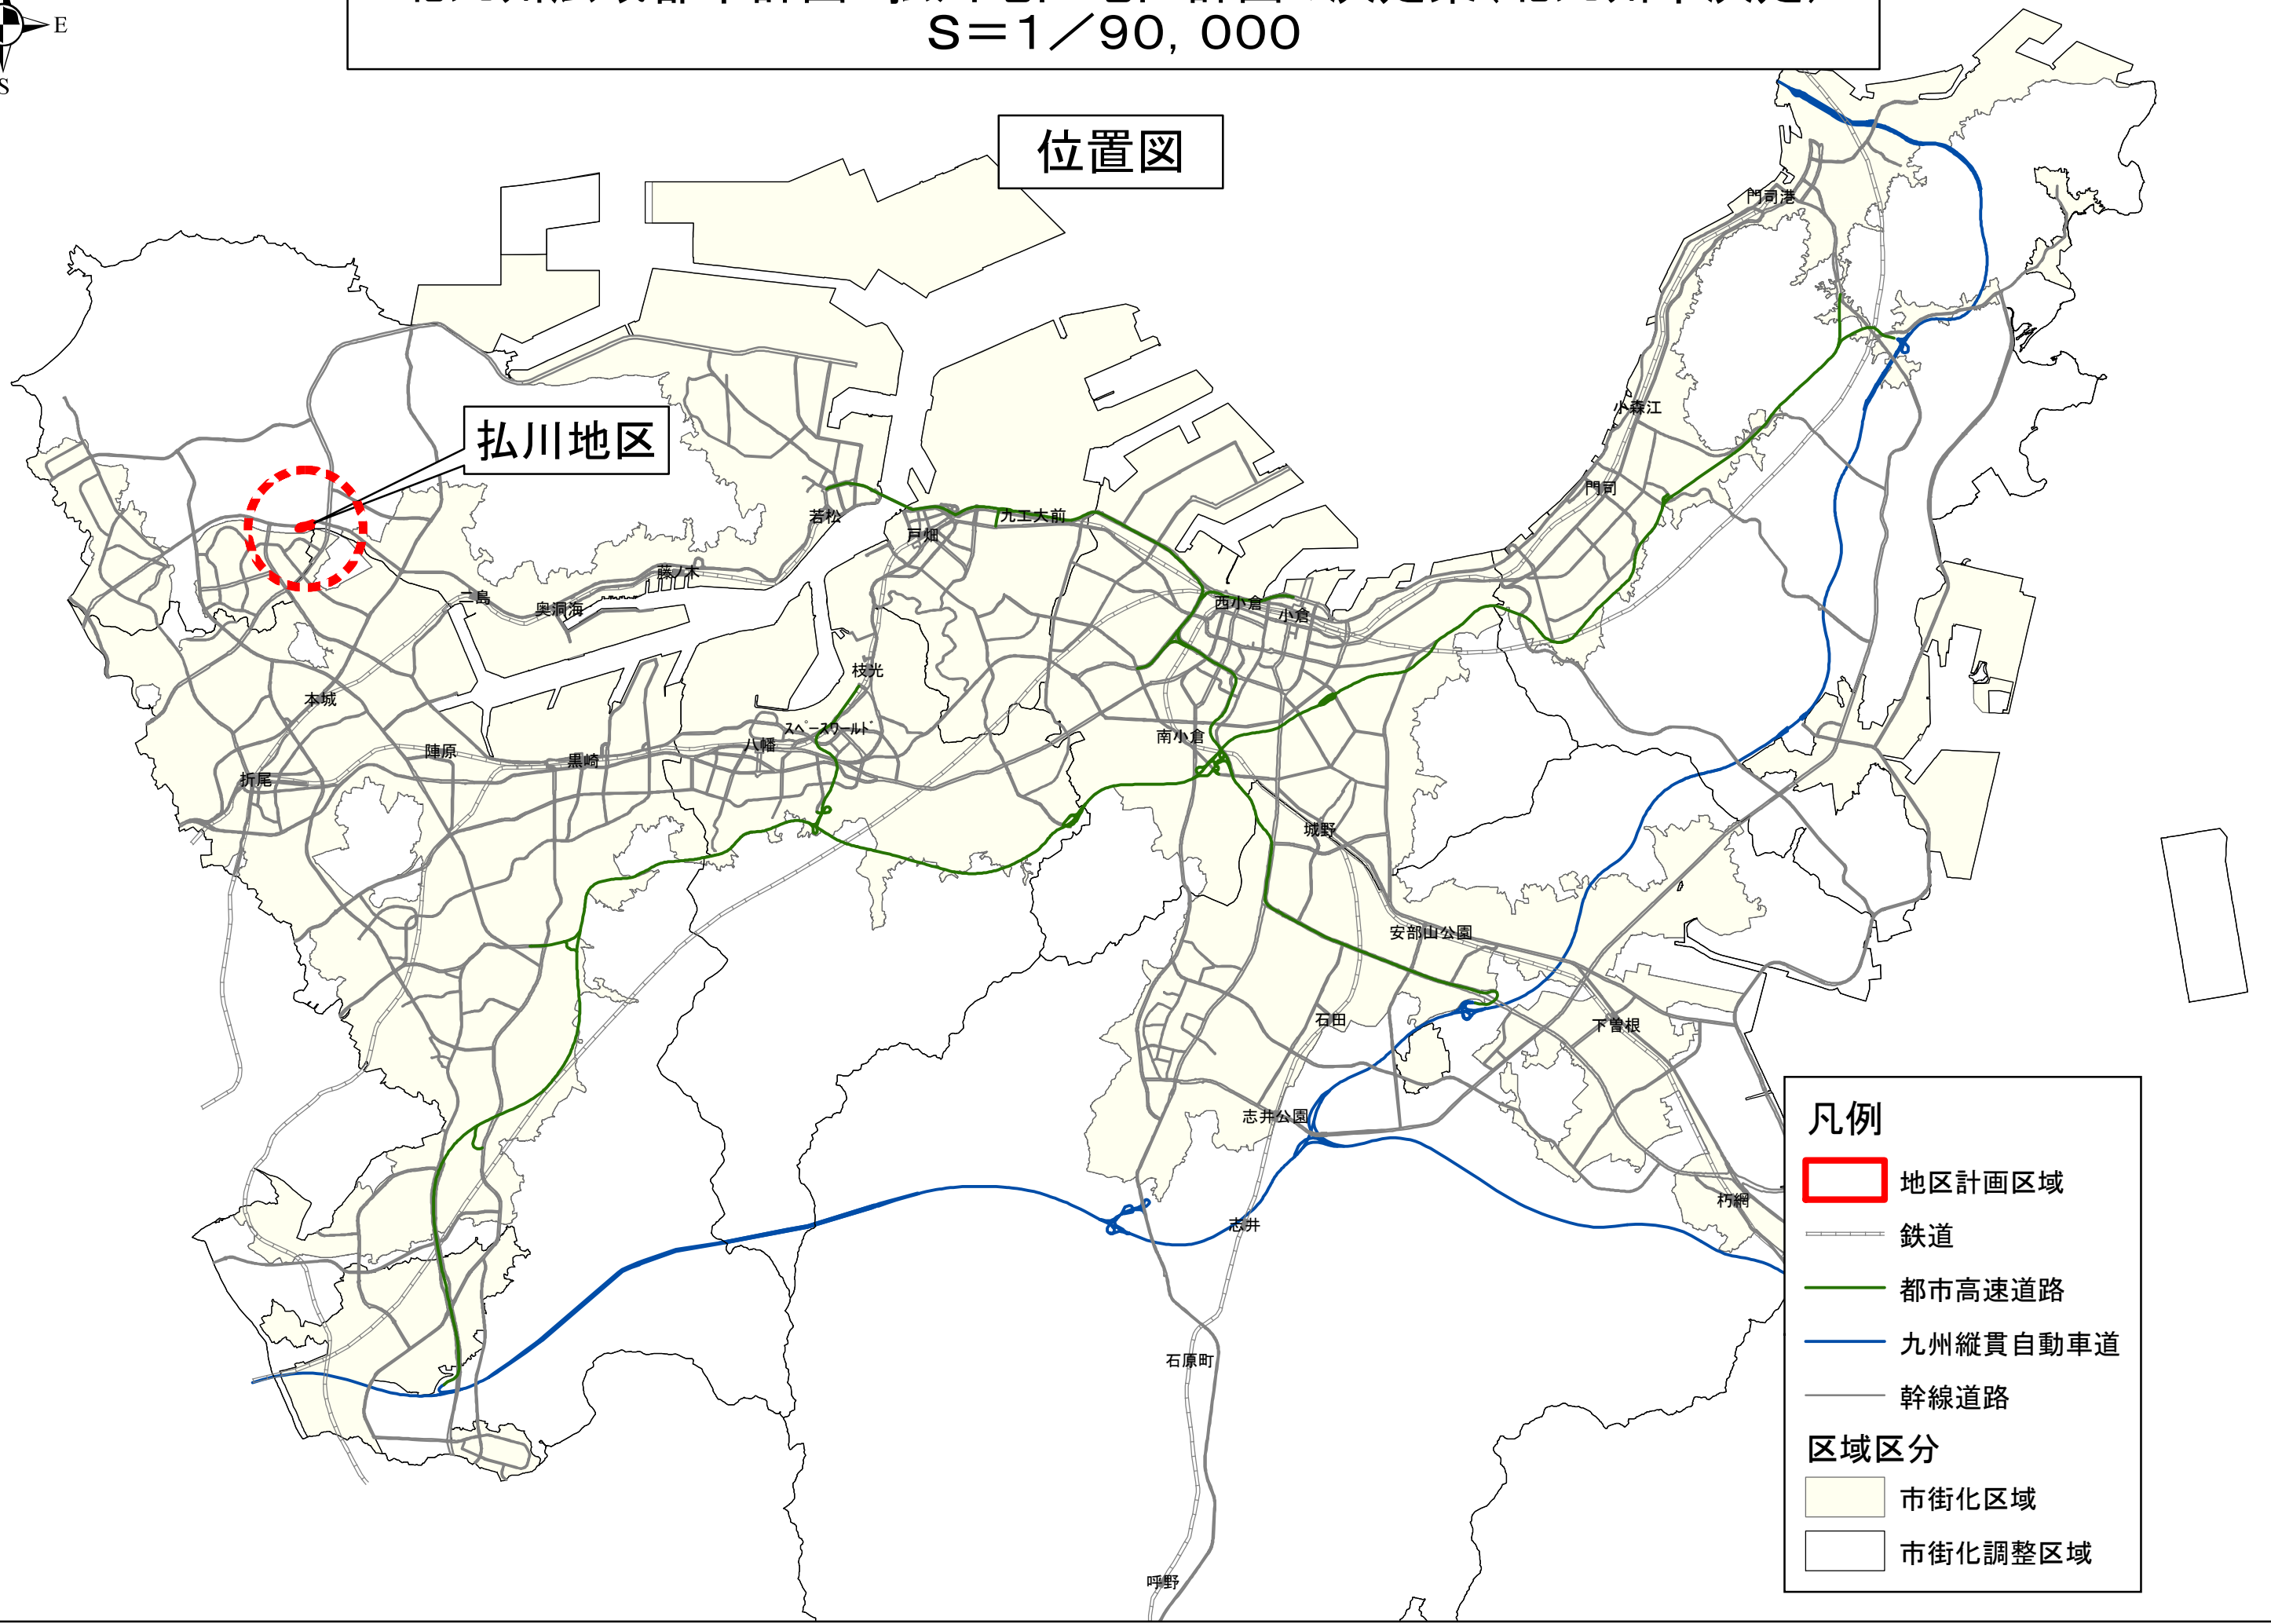 E
S
S=1/90,000
位置図
門司港
払川地区
小森江
門司
若松
九工大前
戸畑
藤ノ木
二島
奥洞海
西小倉
小倉
枝光
本城
スペースワールド
南小倉
八幡
陣原
黒崎
折尾
城野
安部山公園
石田
下曽根
志井公園
朽網
志井
石原町
呼野
凡例
地区計画区域
鉄道
都市高速道路
九州縦貫自動車道
幹線道路
区域区分
市街化区域
市街化調整区域